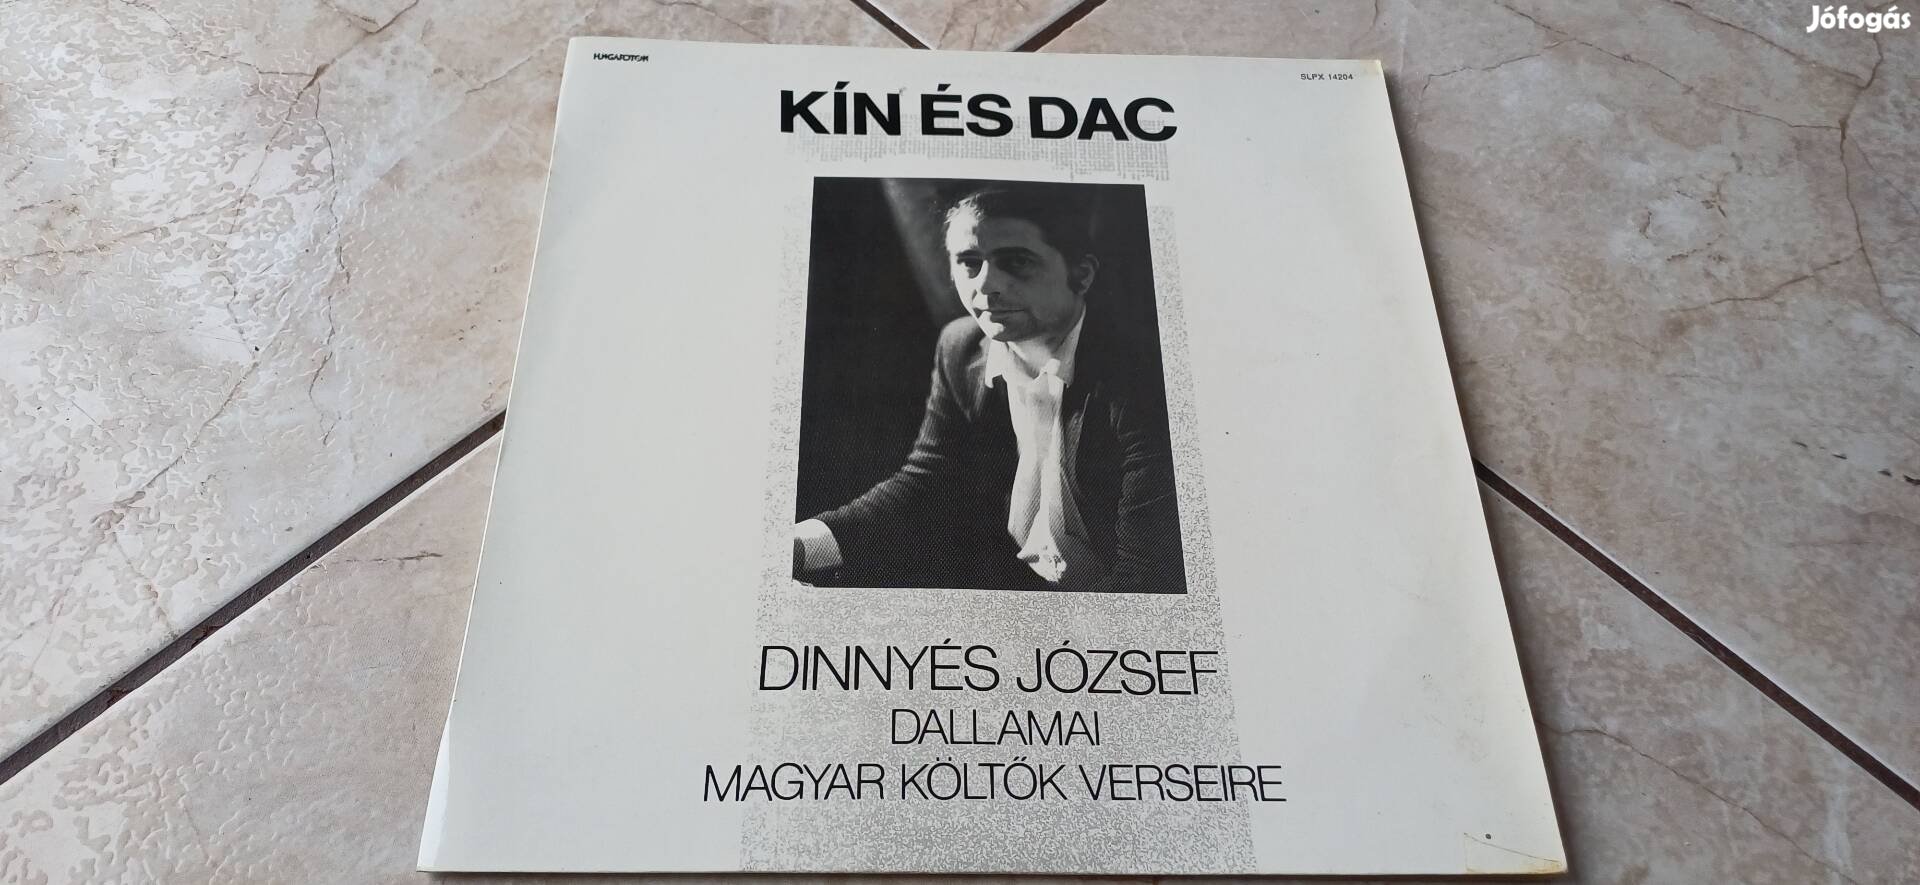 Jófogás
HUNGAROTON
SLPX 14204
KÍN ÉS DAC
DINNYÉS JÓZSEF
DALLAMAI
MAGYAR KÖLTŐK VERSEIRE